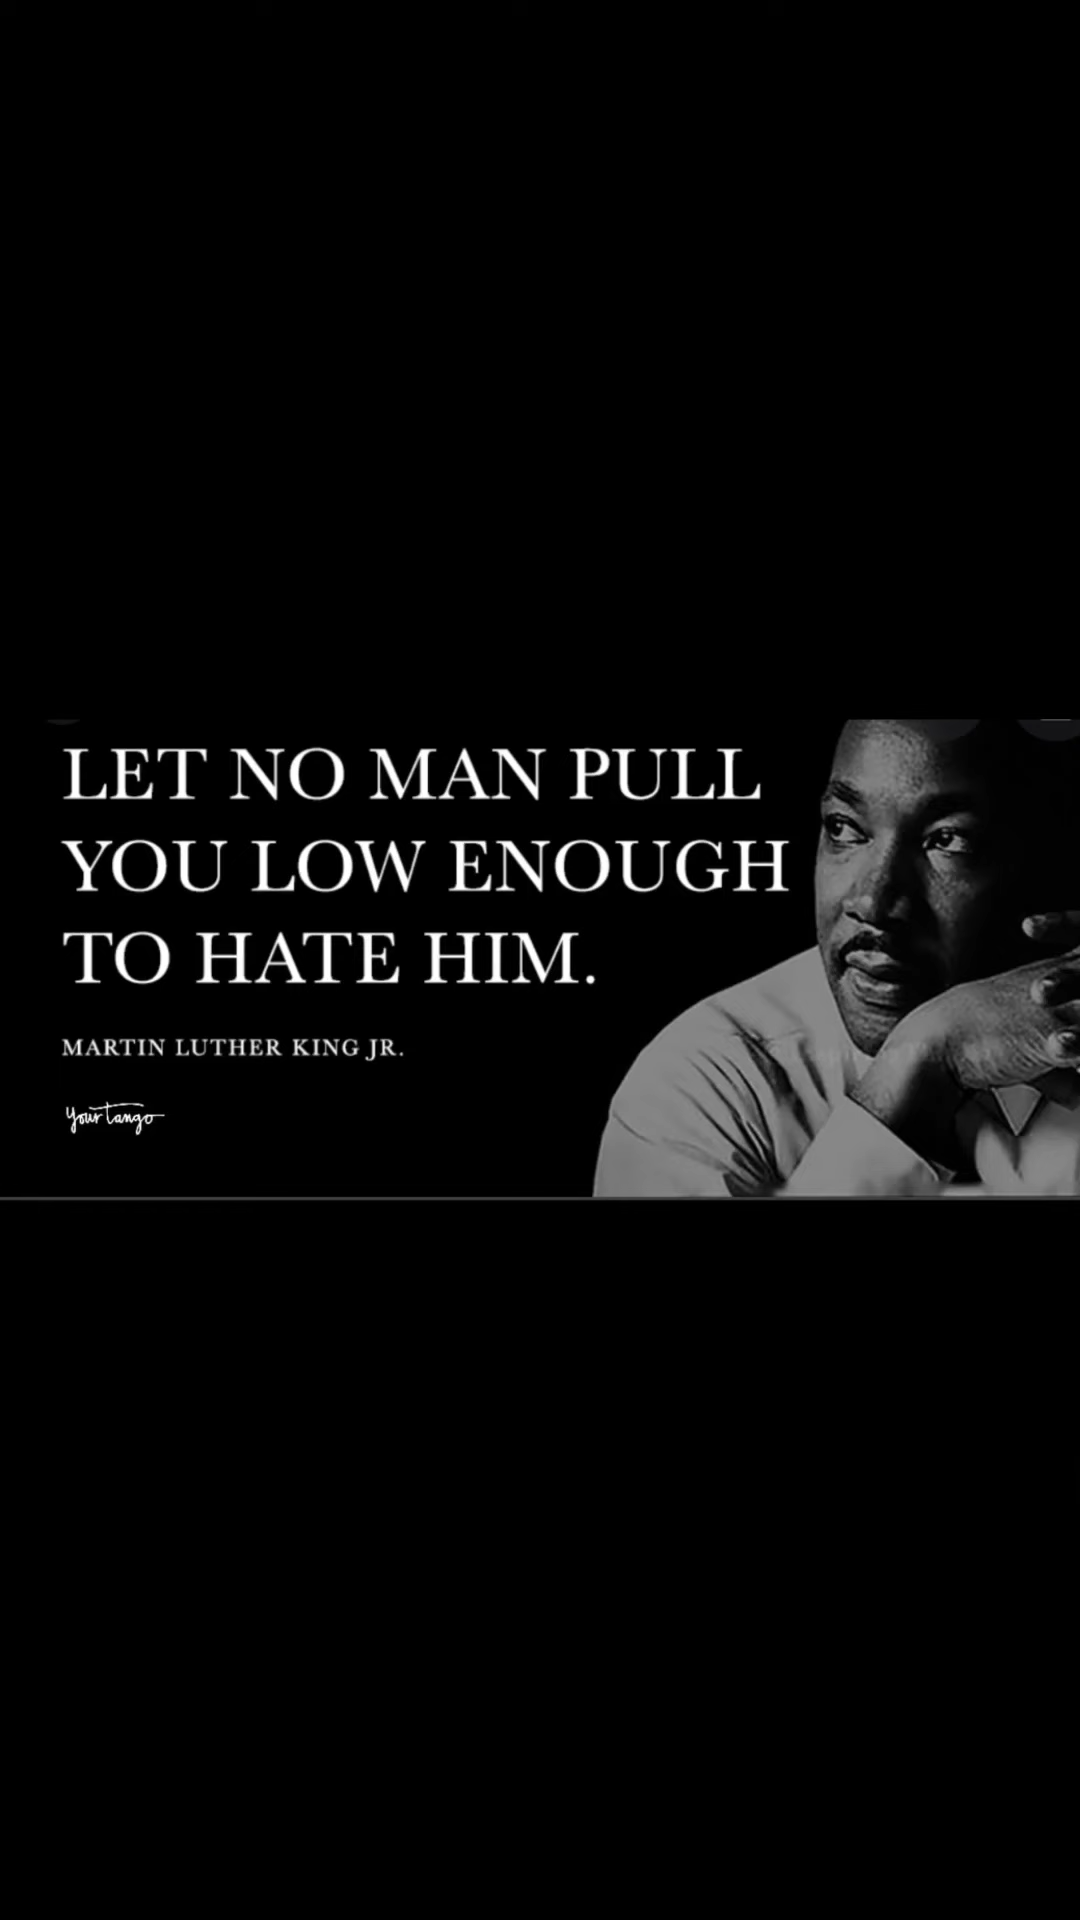 LET NO MAN PULL
YOU LOW ENOUGH
TO HATE HIM.
MARTIN LUTHER KING JR.
yourtango